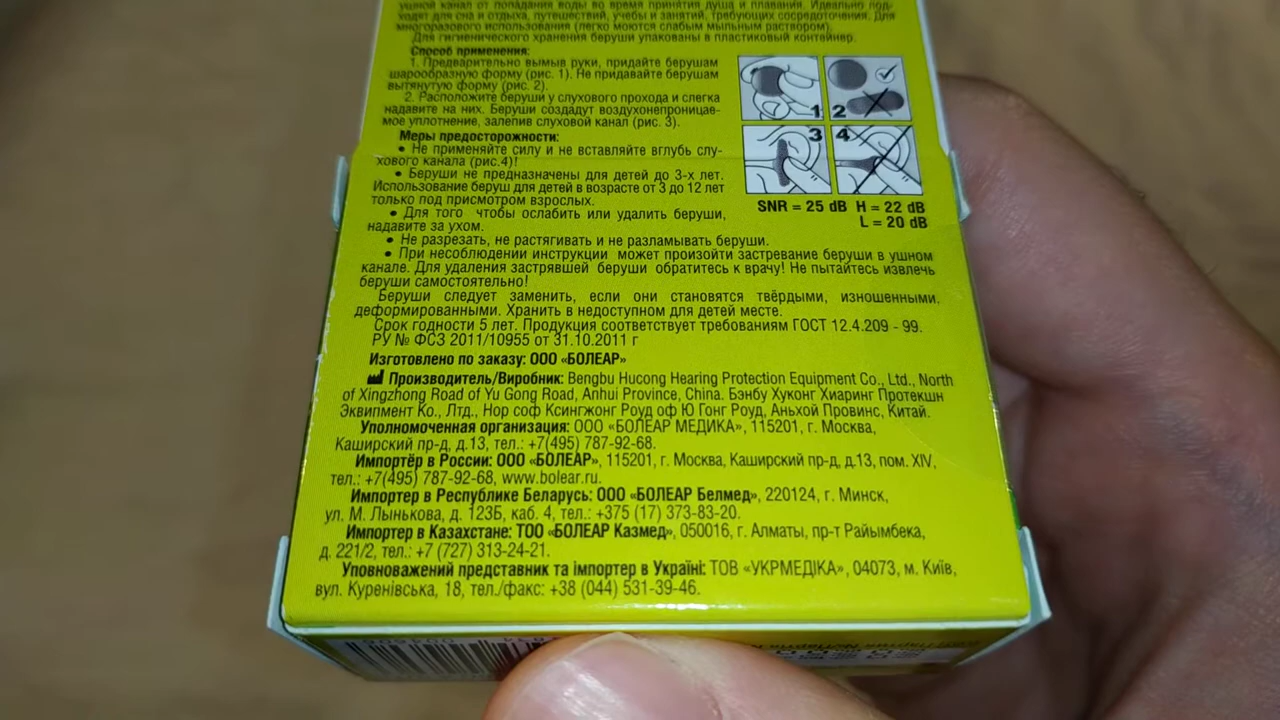 ушной канал от попадания воды во время принятия душа и плавания. Идеально под-
ходят для сна и отдыха, путешествий, учебы и занятий, требующих сосредоточения. Для
многоразового использования (легко моются слабым мыльным раствором).
Для гигиенического хранения беруши упакованы в пластиковый контейнер.
Способ применения:
1. Предварительно вымыв руки, придайте берушам
шарообразную форму (рис. 1). Не придавайте берушам
вытянутую форму (рис. 2).
2. Расположите беруши у слухового прохода и слегка
надавите на них. Беруши создадут воздухонепроницае-
мое уплотнение, залепив слуховой канал (рис. 3).
Меры предосторожности:
• Не применяйте силу и не вставляйте вглубь слу-
хового канала (рис.4)!
• Беруши не предназначены для детей до 3-х лет.
Использование беруш для детей в возрасте от 3 до 12 лет
только под присмотром взрослых.
• Для того чтобы ослабить или удалить беруши,
надавите за ухом.
1 2
3 4
SNR = 25 dB H = 22 dB
L = 20 dB
• Не разрезать, не растягивать и не разламывать беруши.
• При несоблюдении инструкции может произойти застревание беруши в ушном
канале. Для удаления застрявшей беруши обратитесь к врачу! Не пытайтесь извлечь
беруши самостоятельно!
Беруши следует заменить, если они становятся твёрдыми, изношенными,
деформированными. Хранить в недоступном для детей месте.
Срок годности 5 лет. Продукция соответствует требованиям ГОСТ 12.4.209 - 99.
РУ № ФСЗ 2011/10955 от 31.10.2011 г
Изготовлено по заказу: ООО «БОЛЕАР»
Производитель/Виробник: Bengbu Hucong Hearing Protection Equipment Co., Ltd., North
of Xingzhong Road of Yu Gong Road, Anhui Province, China. Бэнбу Хуконг Хиаринг Протекшн
Эквипмент Ко., Лтд., Нор соф Ксингжонг Роуд оф Ю Гонг Роуд, Аньхой Провинс, Китай.
Уполномоченная организация: ООО «БОЛЕАР МЕДИКА», 115201, г. Москва,
Каширский пр-д, д.13, тел.: +7(495) 787-92-68.
Импортёр в России: ООО «БОЛЕАР», 115201, г. Москва, Каширский пр-д, д.13, пом. XIV,
тел.: +7(495) 787-92-68, www.bolear.ru.
Импортер в Республике Беларусь: ООО «БОЛЕАР Белмед», 220124, г. Минск,
ул. М. Лынькова, д. 123Б, каб. 4, тел.: +375 (17) 373-83-20.
Импортер в Казахстане: ТОО «БОЛЕАР Казмед», 050016, г. Алматы, пр-т Райымбека,
д. 221/2, тел.: +7 (727) 313-24-21.
Уповноважений представник та імпортер в Україні: ТОВ «УКРМЕДІКА», 04073, м. Київ,
вул. Куренівська, 18, тел./факс: +38 (044) 531-39-46.